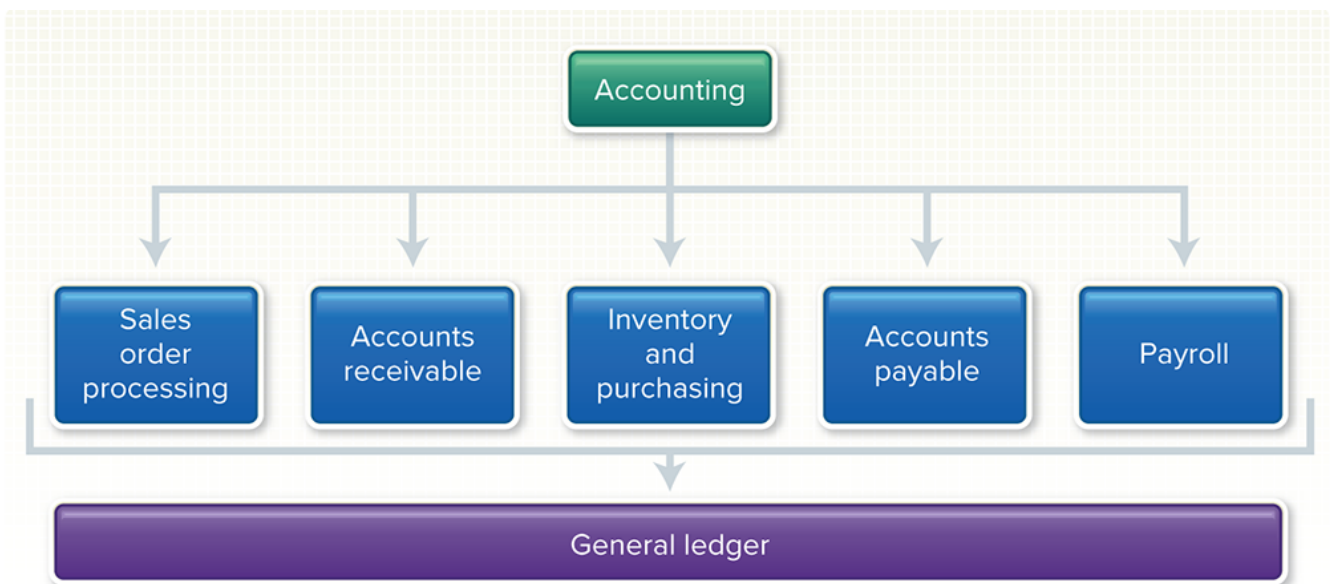 Accounting
Sales
order
processing
Accounts
receivable
Inventory
and
purchasing
Accounts
payable
Payroll
General ledger